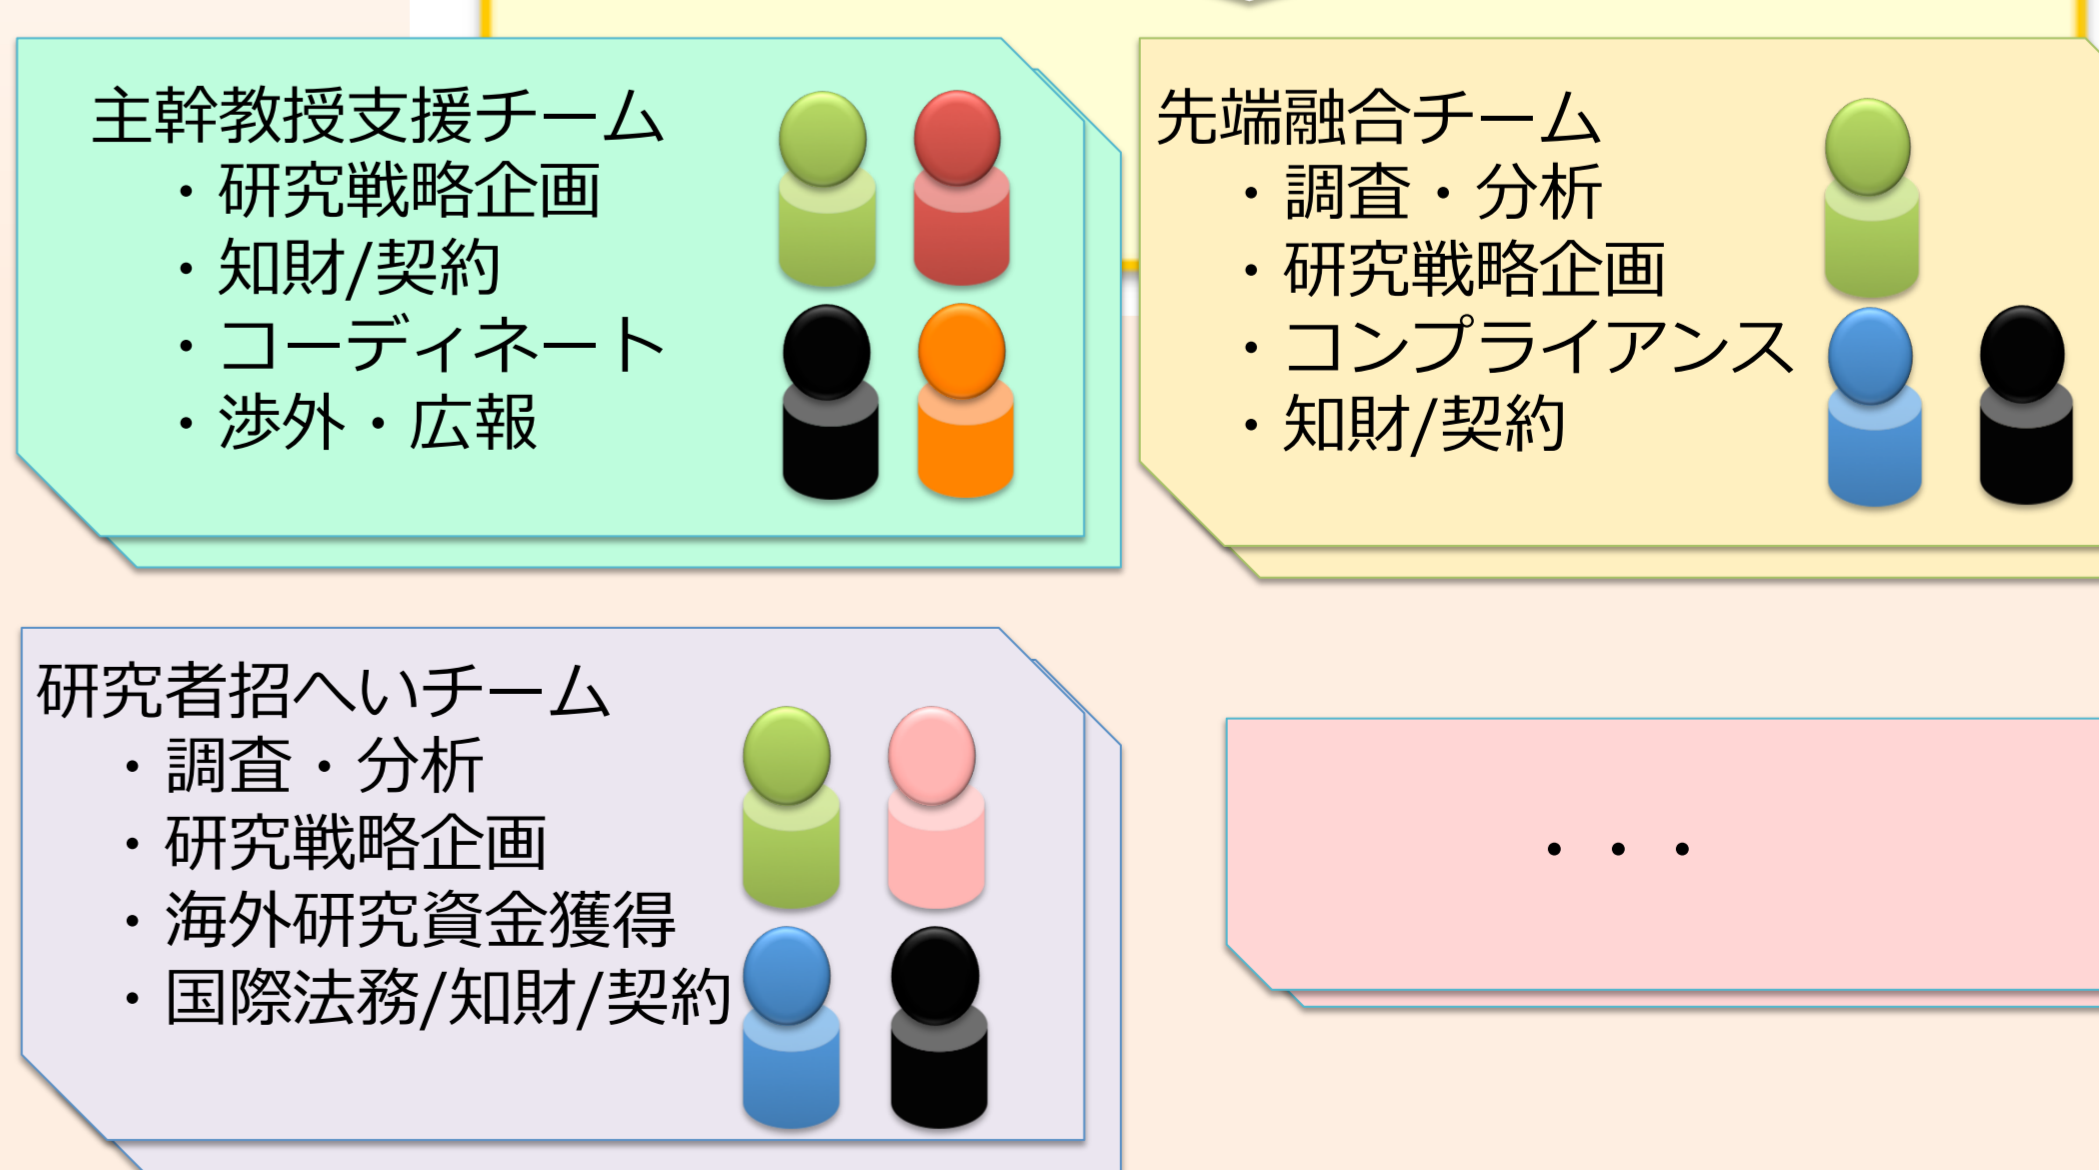 主幹教授支援チーム
・研究戦略企画
・知財/契約
・コーディネート
・渉外・広報
先端融合チーム
・調査・分析
・研究戦略企画
・コンプライアンス
・知財/契約
研究者招へいチーム
・調査・分析
・研究戦略企画
・海外研究資金獲得
・国際法務/知財/契約
・・・